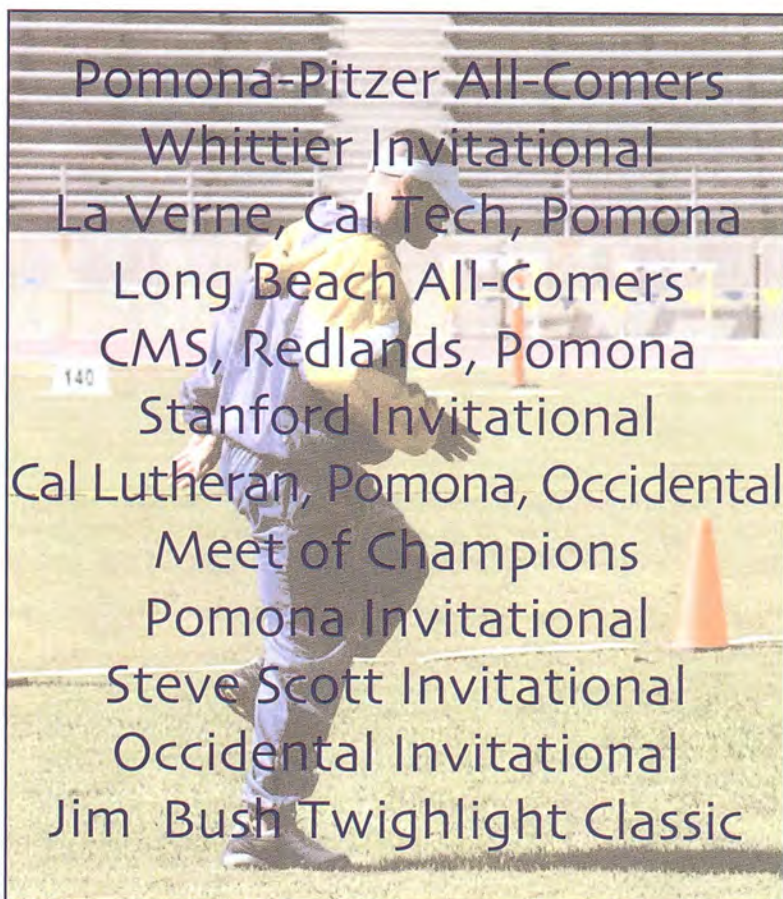 Pomona-Pitzer All-Comers
Whittier Invitational
La Verne, Cal Tech, Pomona
Long Beach All-Comers
CMS, Redlands, Pomona
140
Stanford Invitational
Cal Lutheran, Pomona, Occidental
Meet of Champions
Pomona Invitational
Steve Scott Invitational
Occidental Invitational
Jim Bush Twighlight Classic